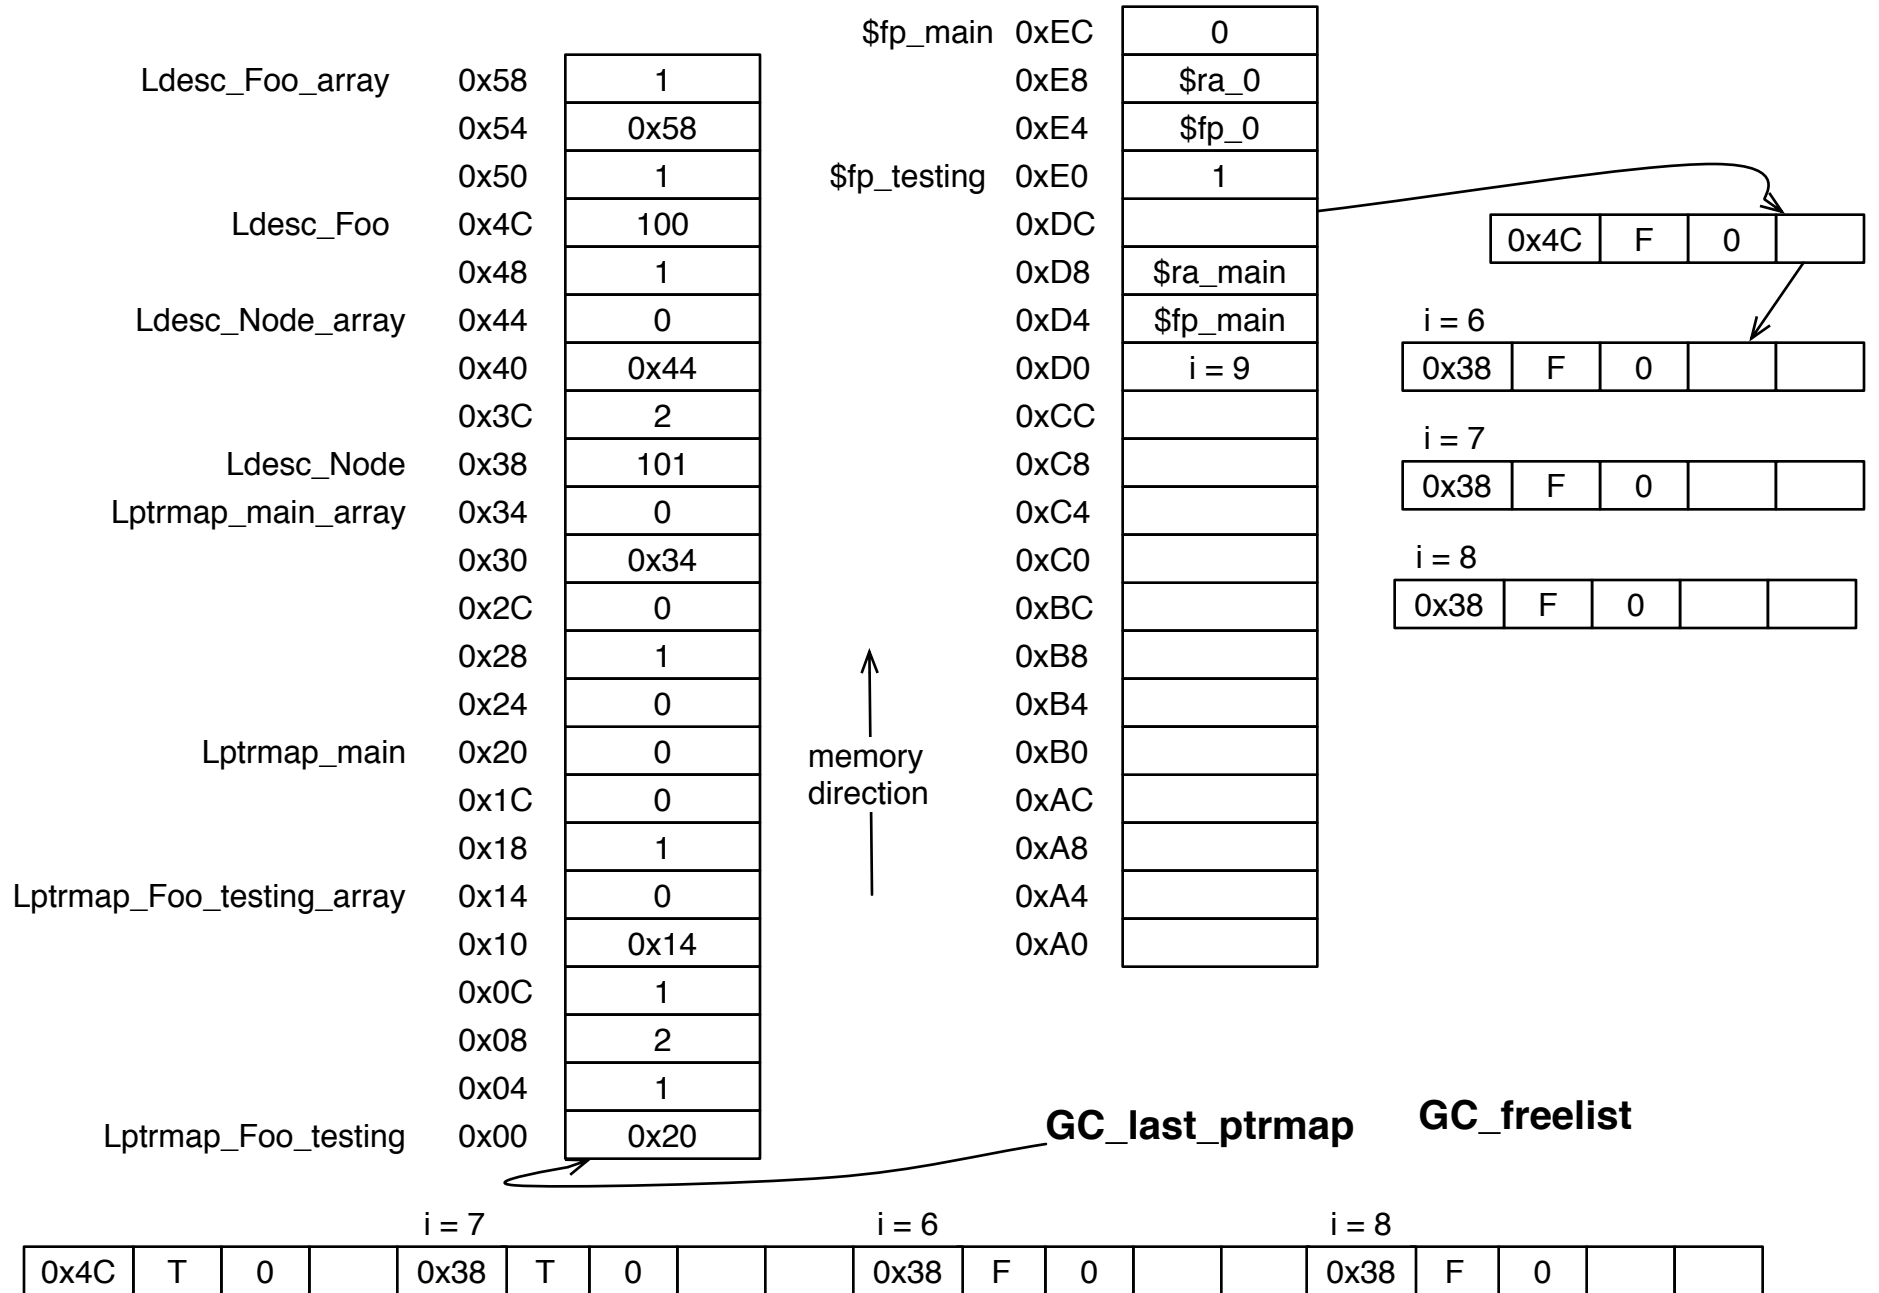 $fp_main 0xEC 0
Ldesc_Foo_array 0x58 1 0xE8 $ra_0
0x54 0x58 0xE4 $fp_0
0x50 1 $fp_testing 0xE0 1
Ldesc_Foo 0x4C 100 0xDC
0x4C F 0
0x48 1 0xD8 $ra_main
Ldesc_Node_array 0x44 0 0xD4 $fp_main i = 6
0x40 0x44 0xD0 i = 9 0x38 F 0
0x3C 2 0xCC
i = 7
Ldesc_Node 0x38 101 0xC8
0x38 F 0
Lptrmap_main_array 0x34 0 0xC4
0x30 0x34 0xC0 i = 8
0x2C 0 0xBC 0x38 F 0
0x28 1 0xB8
0x24 0 0xB4
Lptrmap_main 0x20 0 memory 0xB0
0x1C 0 direction 0xAC
0x18 1 0xA8
Lptrmap_Foo_testing_array 0x14 0 0xA4
0x10 0x14 0xA0
0x0C 1
0x08 2
0x04 1
Lptrmap_Foo_testing 0x00 0x20 GC_last_ptrmap GC_freelist
i = 7 i = 6 i = 8
0x4C T 0 0x38 T 0 0x38 F 0 0x38 F 0